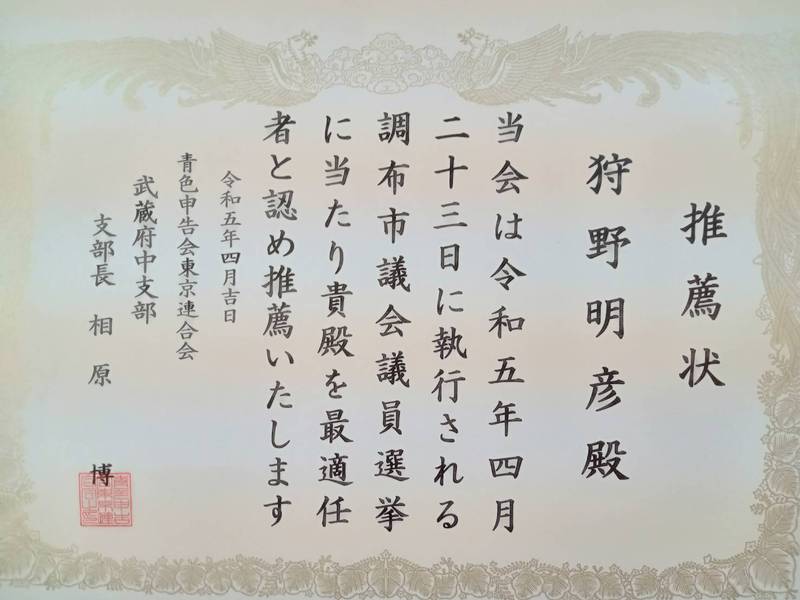 推薦状
狩野明彦殿
当会は令和五年四月
二十三日に執行される
調布市議会議員選挙
に当たり貴殿を最適任
者と認め推薦いたします
令和五年四月吉日
青色申告会東京連合会
武蔵府中支部
支部長 相原 博